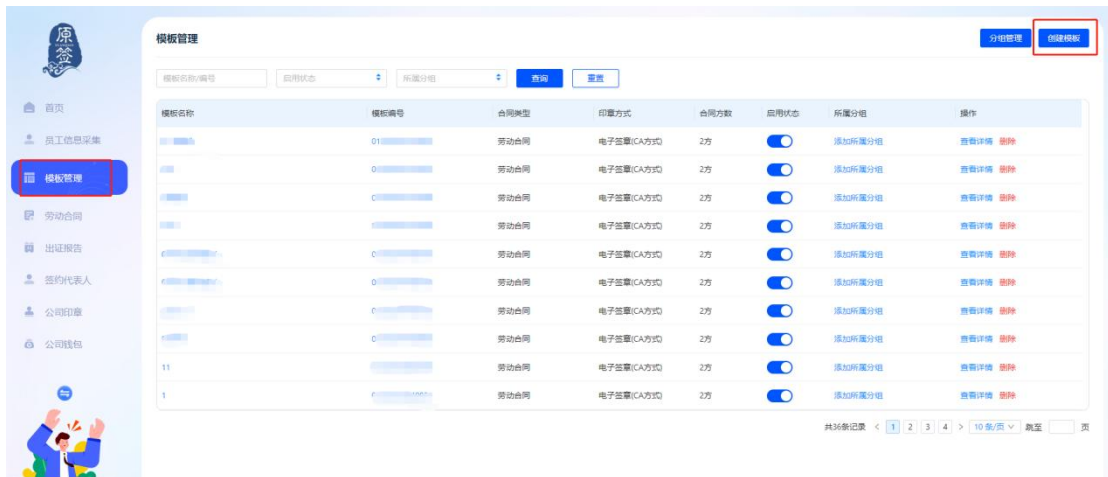 原签
模板管理
分组管理 创建模板
模板名称/编号 启用状态 所属分组 查询 重置
首页
员工信息采集
模板管理
劳动合同
出证报告
签约代表人
公司印章
公司钱包
模板名称 模板编号 合同类型 印章方式 合同方数 启用状态 所属分组 操作
01 劳动合同 电子签章(CA方式) 2方 添加所属分组 查看详情 删除
0 劳动合同 电子签章(CA方式) 2方 添加所属分组 查看详情 删除
劳动合同 电子签章(CA方式) 2方 添加所属分组 查看详情 删除
劳动合同 电子签章(CA方式) 2方 添加所属分组 查看详情 删除
劳动合同 电子签章(CA方式) 2方 添加所属分组 查看详情 删除
劳动合同 电子签章(CA方式) 2方 添加所属分组 查看详情 删除
劳动合同 电子签章(CA方式) 2方 添加所属分组 查看详情 删除
劳动合同 电子签章(CA方式) 2方 添加所属分组 查看详情 删除
11 劳动合同 电子签章(CA方式) 2方 添加所属分组 查看详情 删除
1 劳动合同 电子签章(CA方式) 2方 添加所属分组 查看详情 删除
共36条记录 < 1 2 3 4 > 10 条/页 跳至 页